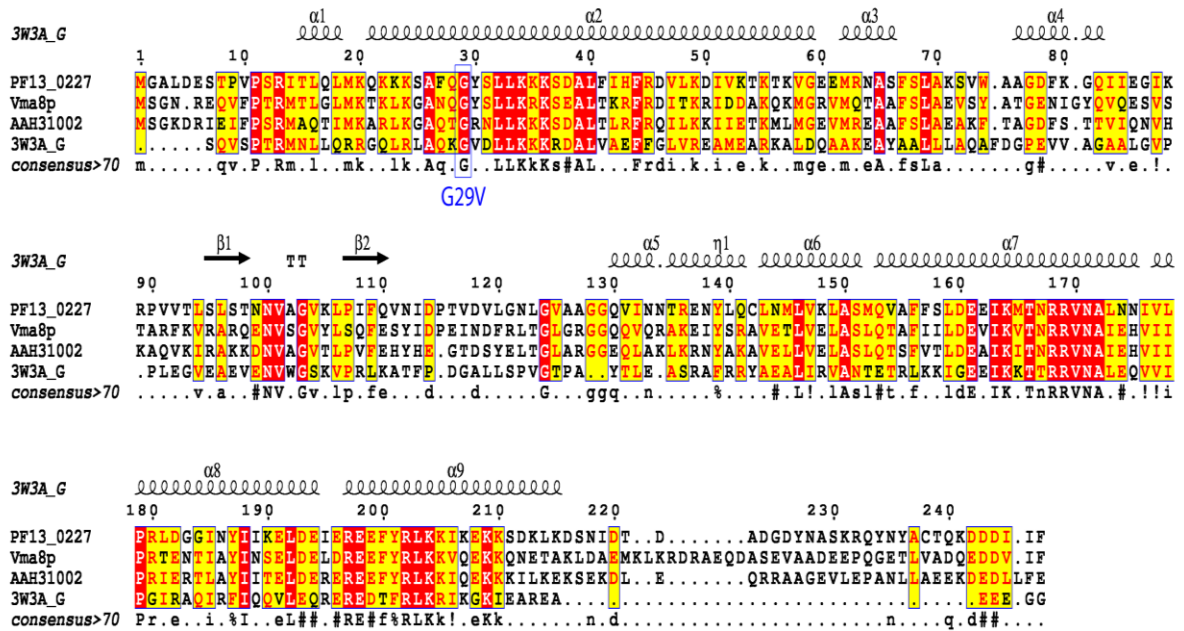 3W3A_G α1 α2 α3 α4
1 10 20 30 40 50 60 70 80
PF13_0227 MGALDESTPVPSRITLQLMKQKKKSAFQGYSLLKKKSDALFIHFRDVLKDIVKTKTKVGEEMRNASFSLAKSVW.AAGDFK.GQIIEGIK
Vma8p MSGN.REQVFPTRMTLGLMKTKLKGANQGYSLLKRKSEALTKRFRDITKRIDDAKQKMGRVMQTAAFSLAEVSY.ATGENIGYQVQESVS
AAH31002 MSGKDRIEIFPSRMAQTIMKARLKGAQTGRNLLKKKSDALTLRFRQILKKIIETKMLMGEVMREAAFSLAEAKF.TAGDFS.TTVIQNVH
3W3A_G .....SQVSPTRMNLLQRRGQLRLAQKGVDLLKKKRDALVAEFFGLVREAMEARKALDQAAKEAYAALLLAQAFDGPEVV.AGAALGVP
consensus>70 m......qv.P.Rm.l..mk..lk.Aq.G..LLKKKs#AL...Frdi.k.i.e.k..mge.m.eA.fsLa.......g#.....v.e.!.
G29V
3W3A_G β1 TT β2 α5 η1 α6 α7
90 100 110 120 130 140 150 160 170
PF13_0227 RPVVTLSLSTNNVAGVKLPIFQVNIDPTVDVLGNLGVAAGGQVINNTRENYLQCLNMLVKLASMQVAFFSLDEEIKMTNRRVNALNNIVL
Vma8p TARFKVRARQENVSGVYLSQFESYIDPEINDFRLTGLGRGGQQVQRAKEIYSRAVETLVELASLQTAFIILDEVIKVTNRRVNAIEHVII
AAH31002 KAQVKIRAKKDNVAGVTLPVFEHYHE.GTDSYELTGLARGGEQLAKLKRNYAKAVELLVELASLQTSFVTLDEAIKITNRRVNAIEHVII
3W3A_G .PLEGVEAEVENVWGSKVPRLKATFP.DGALLSPVGTPA..YTLE.ASRAFRRYAEALIRVANTETRLKKIGEEIKKTTRRVNALEQVVI
consensus>70 ......v.a..#NV.G.v.lp.fe...d..d.....G...ggq..n.....%....#.L!.lAsl#t.f..ldE.IK.TnRRVNA.#.!!i
3W3A_G α8 α9
180 190 200 210 220 230 240
PF13_0227 PRLDGGINYIIKELDEIEREEFYRLKKIKEKKSDKLKDSNIDT..D.......ADGDYNASKRQYNYACTQKDDDI.IF
Vma8p PRTENTIAYINSELDELDREEFYRLKKVQEKKQNETAKLDAEMKLKRDRAEQDASEVAADEEPQGETLVADQEDDV.IF
AAH31002 PRIERTLAYIITELDEREREEFYRLKKIQEKKKILKEKSEKDL..E.......QRRAAGEVLEPANLLAEEKDEDLLFE
3W3A_G PGIRAQIRFIQQVLEQREREDTFRLKRIKGKIEAREA....................................EEE.GG
consensus>70 Pr.e..i.%I..eL##.#RE#f%RLKk!.eKk.......n.d.......................n..q.d##....